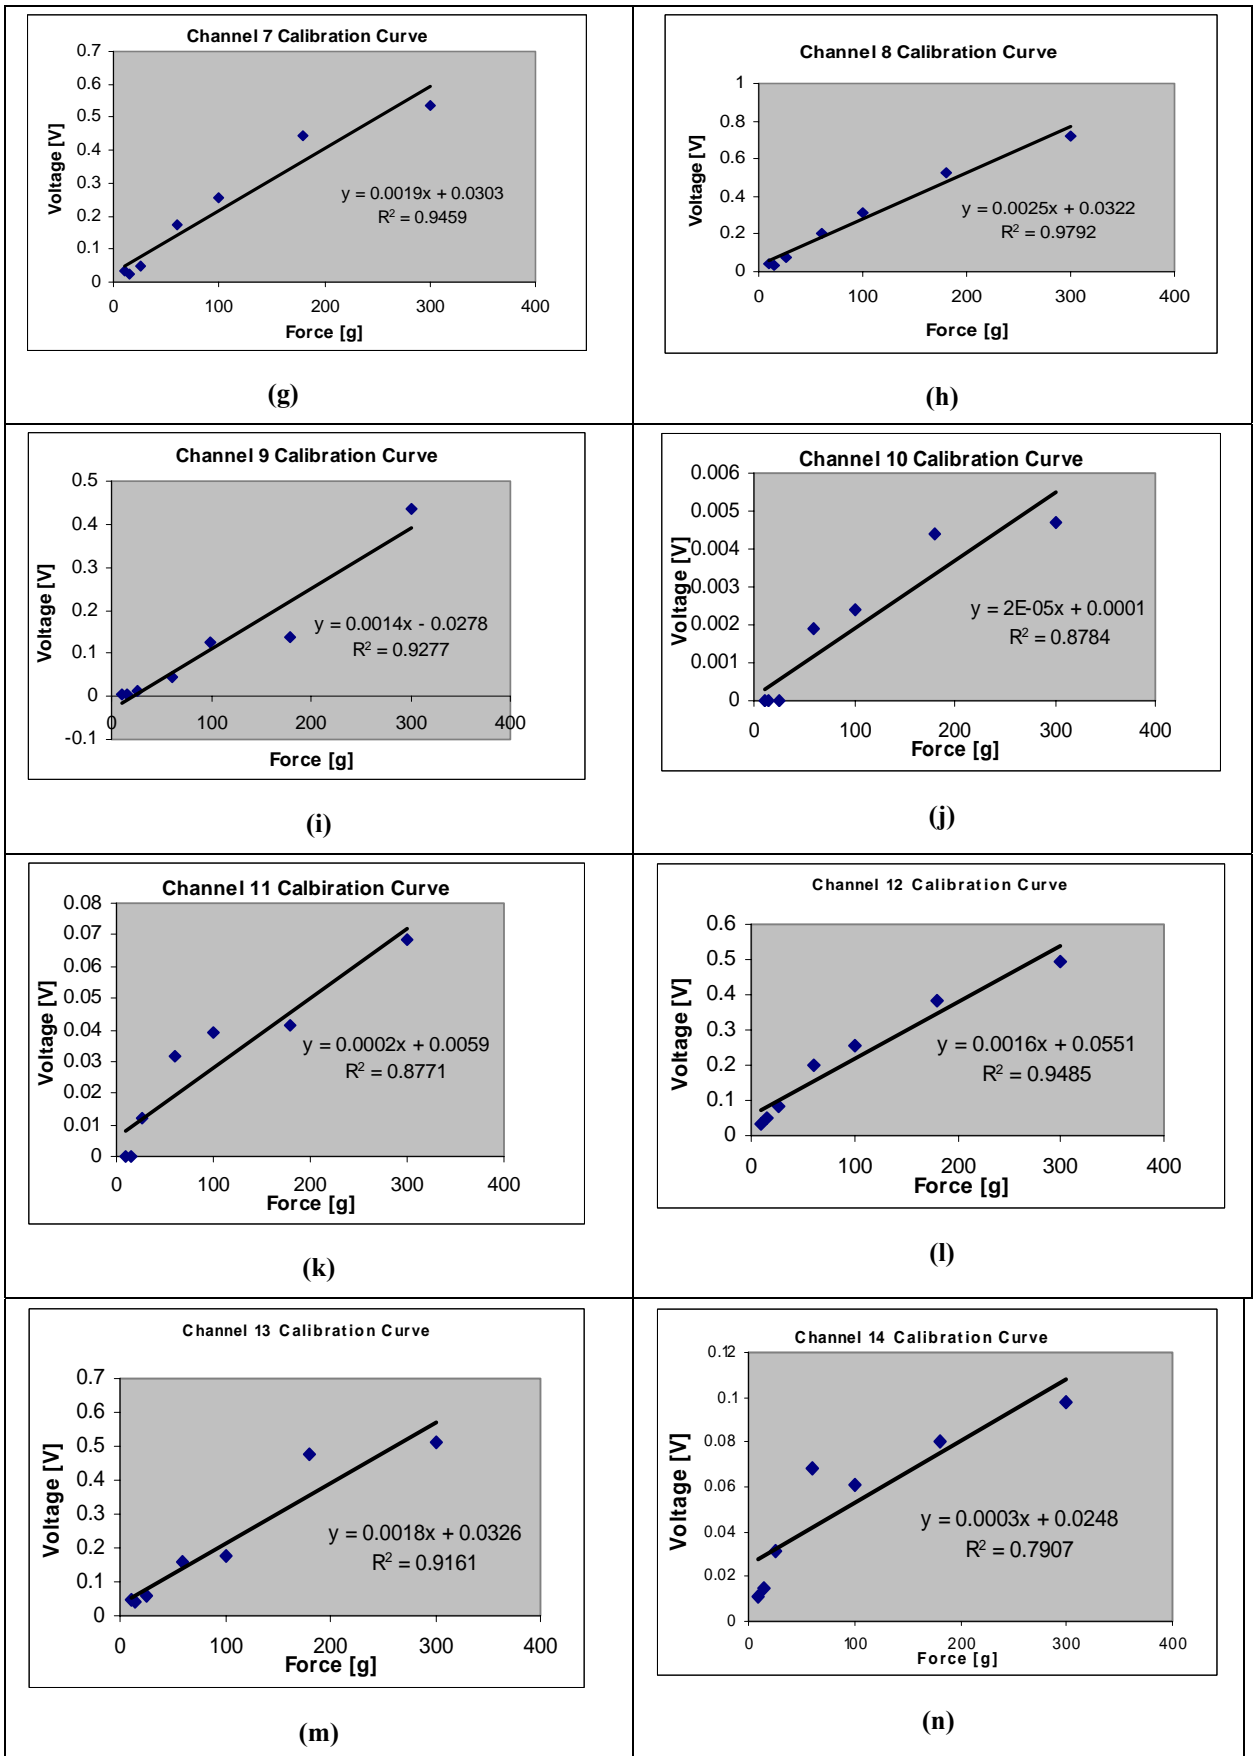 Channel 7 Calibration Curve
0.7
0.6
0.5
0.4
0.3
0.2
0.1
0
Voltage [V]
y = 0.0019x + 0.0303
R² = 0.9459
0 100 200 300 400
Force [g]
(g)
Channel 8 Calibration Curve
1
0.8
0.6
0.4
0.2
0
Voltage [V]
y = 0.0025x + 0.0322
R² = 0.9792
0 100 200 300 400
Force [g]
(h)
Channel 9 Calibration Curve
0.5
0.4
0.3
0.2
0.1
0
-0.1
Voltage [V]
y = 0.0014x - 0.0278
R² = 0.9277
0 100 200 300 400
Force [g]
(i)
Channel 10 Calibration Curve
0.006
0.005
0.004
0.003
0.002
0.001
0
Voltage [V]
y = 2E-05x + 0.0001
R² = 0.8784
0 100 200 300 400
Force [g]
(j)
Channel 11 Calbiration Curve
0.08
0.07
0.06
0.05
0.04
0.03
0.02
0.01
0
Voltage [V]
y = 0.0002x + 0.0059
R² = 0.8771
0 100 200 300 400
Force [g]
(k)
Channel 12 Calibration Curve
0.6
0.5
0.4
0.3
0.2
0.1
0
Voltage [V]
y = 0.0016x + 0.0551
R² = 0.9485
0 100 200 300 400
Force [g]
(l)
Channel 13 Calibration Curve
0.7
0.6
0.5
0.4
0.3
0.2
0.1
0
Voltage [V]
y = 0.0018x + 0.0326
R² = 0.9161
0 100 200 300 400
Force [g]
(m)
Channel 14 Calibration Curve
0.12
0.1
0.08
0.06
0.04
0.02
0
Voltage [V]
y = 0.0003x + 0.0248
R² = 0.7907
0 100 200 300 400
Force [g]
(n)